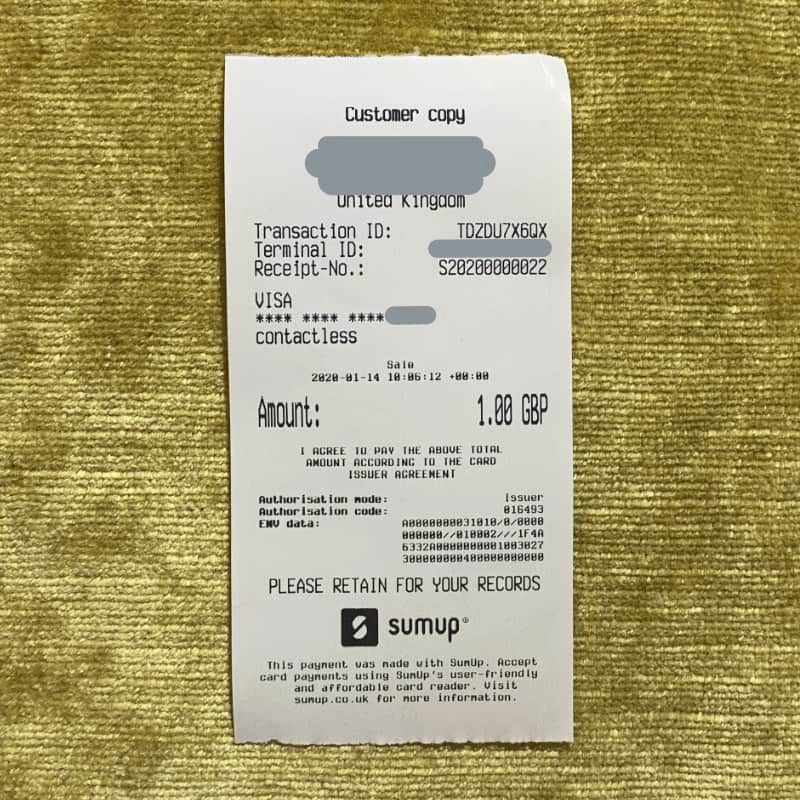 Customer copy
United Kingdom
Transaction ID: TDZDU7X6QX
Terminal ID:
Receipt-No.: S20200000022
VISA
**** **** ****
contactless
Sale
2020-01-14 10:06:12 +00:00
Amount: 1.00 GBP
I AGREE TO PAY THE ABOVE TOTAL
AMOUNT ACCORDING TO THE CARD
ISSUER AGREEMENT
Authorisation mode: Issuer
Authorisation code: 016493
EMV data: A0000000031010/0/0000
000000//010002///1F4A
6332A0000000001003027
300000000400000000000
PLEASE RETAIN FOR YOUR RECORDS
sumup®
This payment was made with SumUp. Accept
card payments using SumUp's user-friendly
and affordable card reader. Visit
sumup.co.uk for more information.